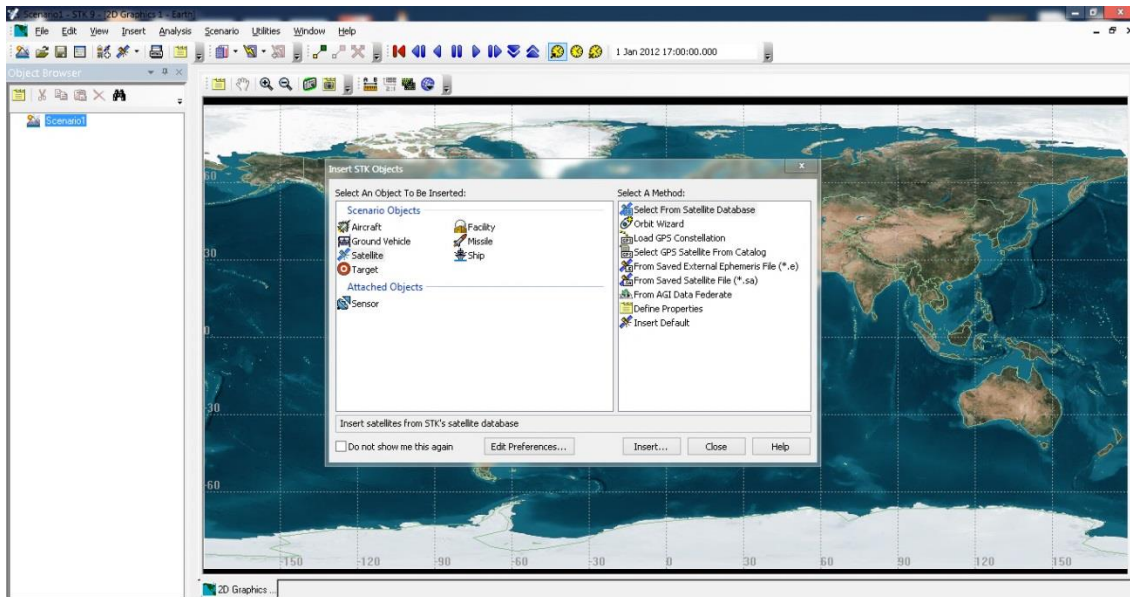 Scenario1 - STK 9 - [2D Graphics 1 - Earth]
File Edit View Insert Analysis Scenario Utilities Window Help
1 Jan 2012 17:00:00.000
Object Browser
Scenario1
Insert STK Objects
Select An Object To Be Inserted:
Scenario Objects
Aircraft Facility
Ground Vehicle Missile
Satellite Ship
Target
Attached Objects
Sensor
Select A Method:
Select From Satellite Database
Orbit Wizard
Load GPS Constellation
Select GPS Satellite From Catalog
From Saved External Ephemeris File (*.e)
From Saved Satellite File (*.sa)
From AGI Data Federate
Define Properties
Insert Default
Insert satellites from STK's satellite database
Do not show me this again Edit Preferences... Insert... Close Help
60
30
0
-30
-60
-150 -120 -90 -60 -30 0 30 60 90 120 150
2D Graphics ...